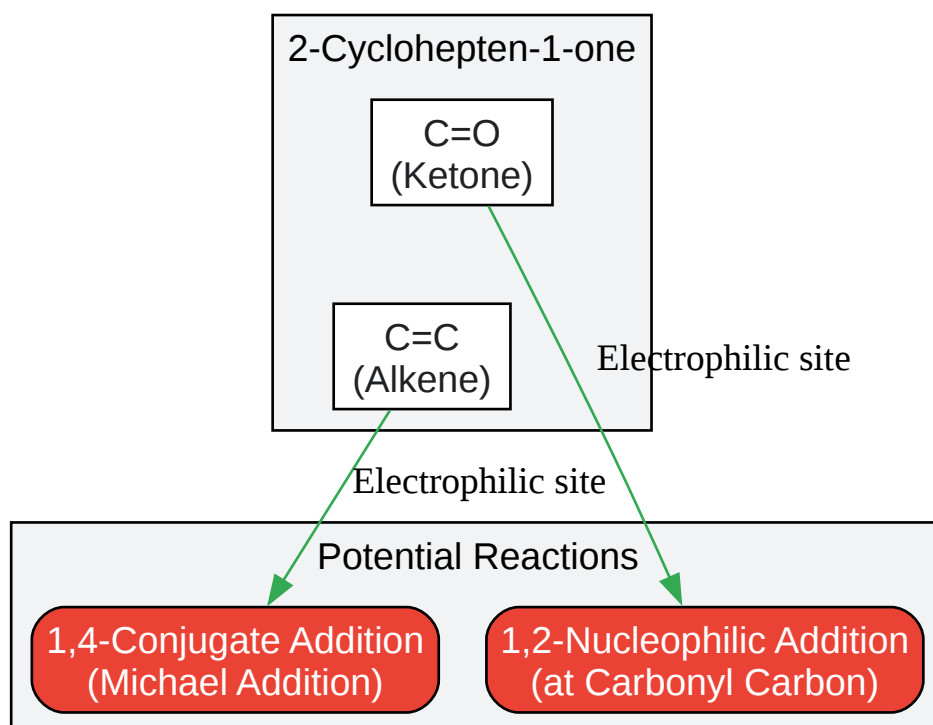 2-Cyclohepten-1-one
C=O
(Ketone)
C=C
(Alkene)
Electrophilic site
Electrophilic site
Potential Reactions
1,4-Conjugate Addition
(Michael Addition)
1,2-Nucleophilic Addition
(at Carbonyl Carbon)